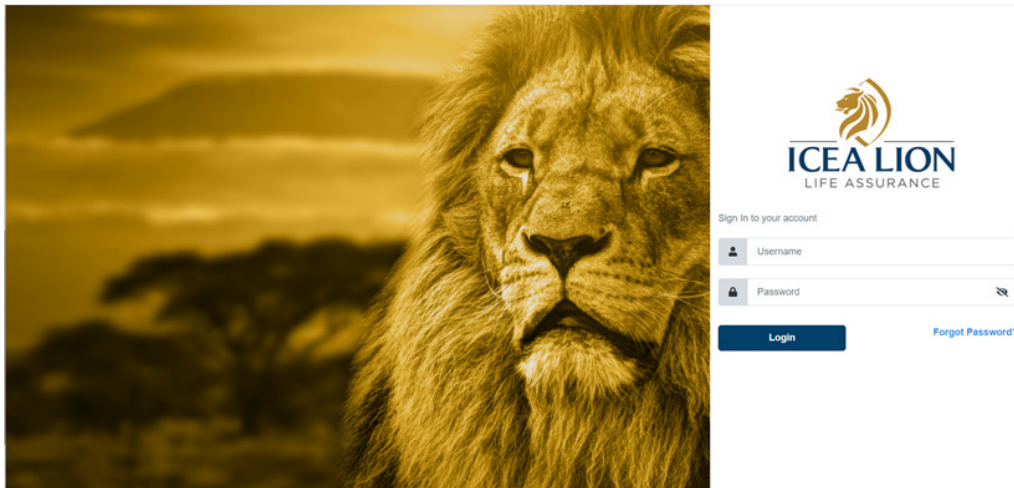 ICEA LION
LIFE ASSURANCE
Sign In to your account
Username
Password
Login
Forgot Password?